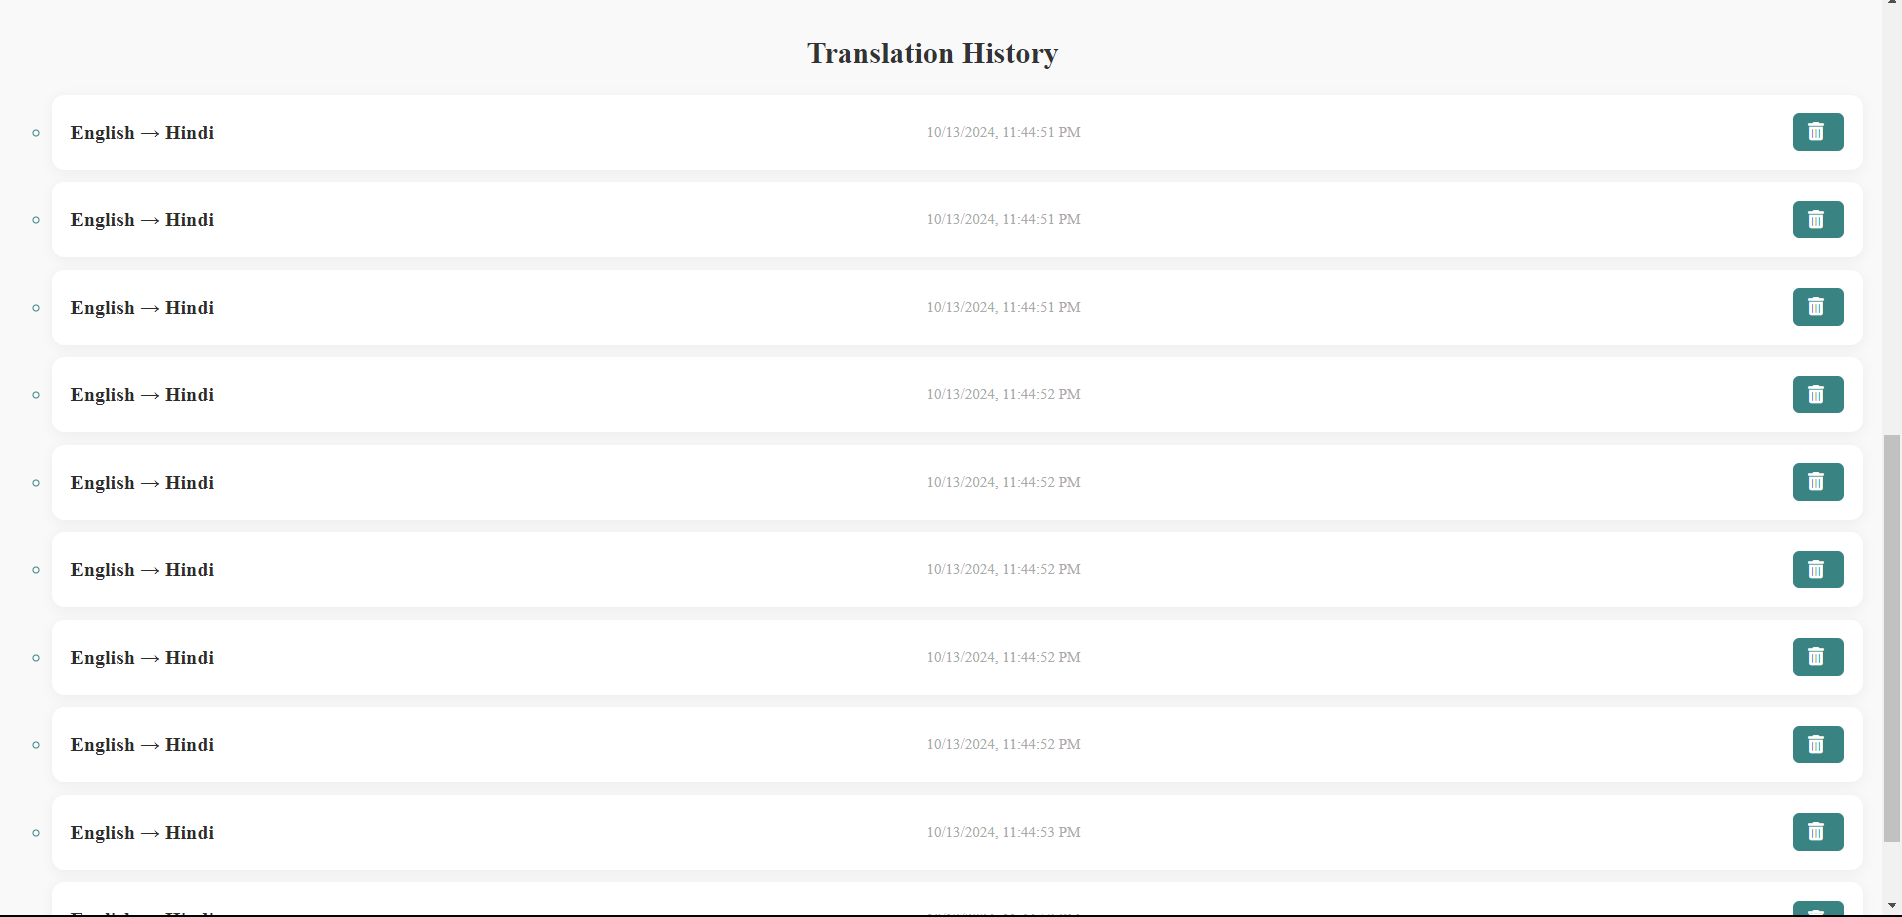 Translation History
English → Hindi 10/13/2024, 11:44:51 PM
English → Hindi 10/13/2024, 11:44:51 PM
English → Hindi 10/13/2024, 11:44:51 PM
English → Hindi 10/13/2024, 11:44:52 PM
English → Hindi 10/13/2024, 11:44:52 PM
English → Hindi 10/13/2024, 11:44:52 PM
English → Hindi 10/13/2024, 11:44:52 PM
English → Hindi 10/13/2024, 11:44:52 PM
English → Hindi 10/13/2024, 11:44:53 PM